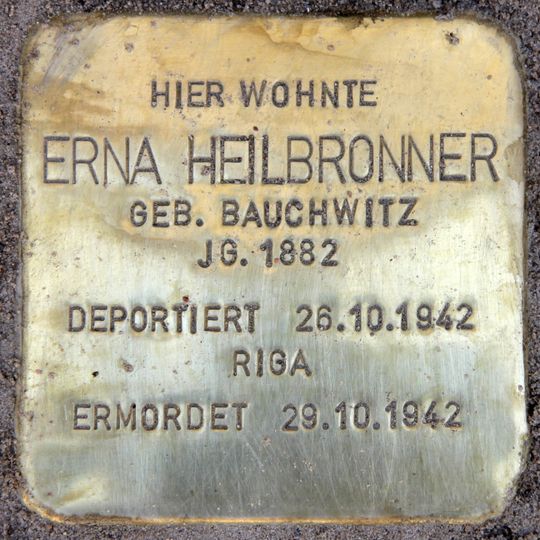 HIER WOHNTE
ERNA HEILBRONNER
GEB. BAUCHWITZ
JG. 1882
DEPORTIERT 26.10.1942
RIGA
ERMORDET 29.10.1942